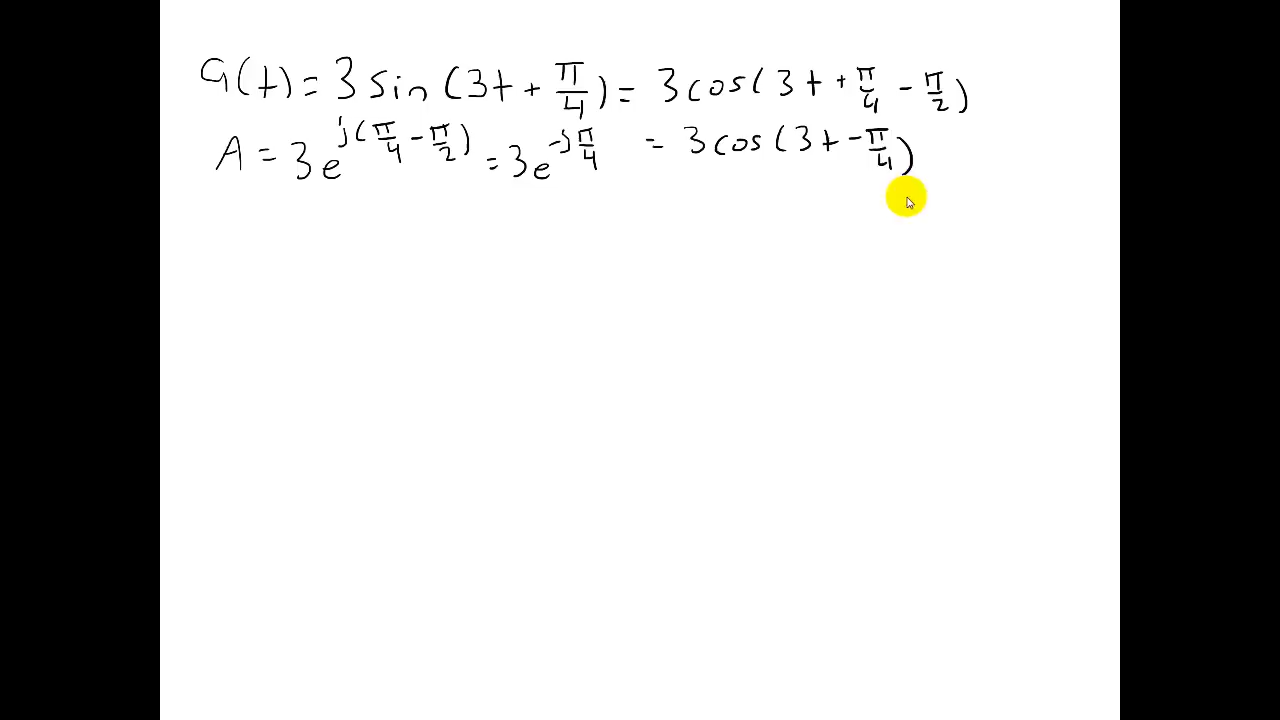 G(t) = 3 sin(3t + π/4) = 3cos(3t + π/4 - π/2)
A = 3e^j(π/4 - π/2) = 3e^-jπ/4 = 3cos(3t - π/4)